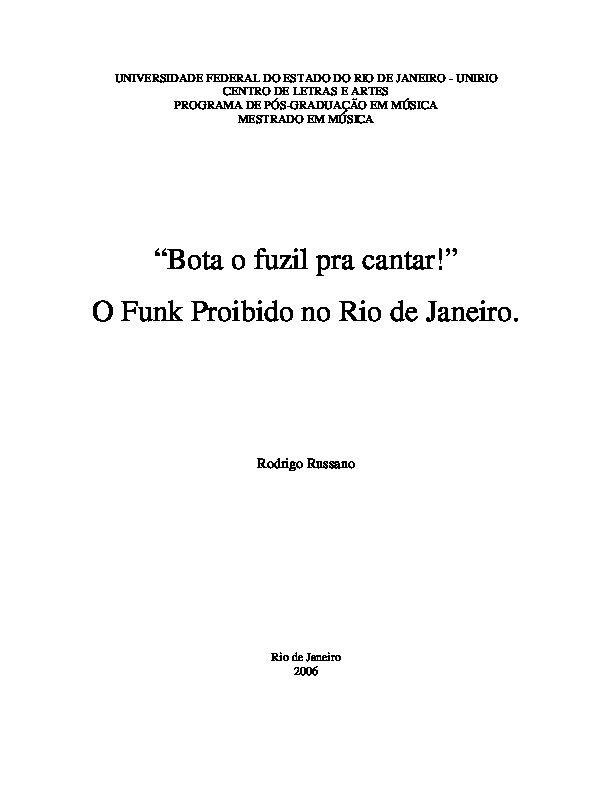 UNIVERSIDADE FEDERAL DO ESTADO DO RIO DE JANEIRO - UNIRIO
CENTRO DE LETRAS E ARTES
PROGRAMA DE PÓS-GRADUAÇÃO EM MÚSICA
MESTRADO EM MÚSICA
“Bota o fuzil pra cantar!”
O Funk Proibido no Rio de Janeiro.
Rodrigo Russano
Rio de Janeiro
2006